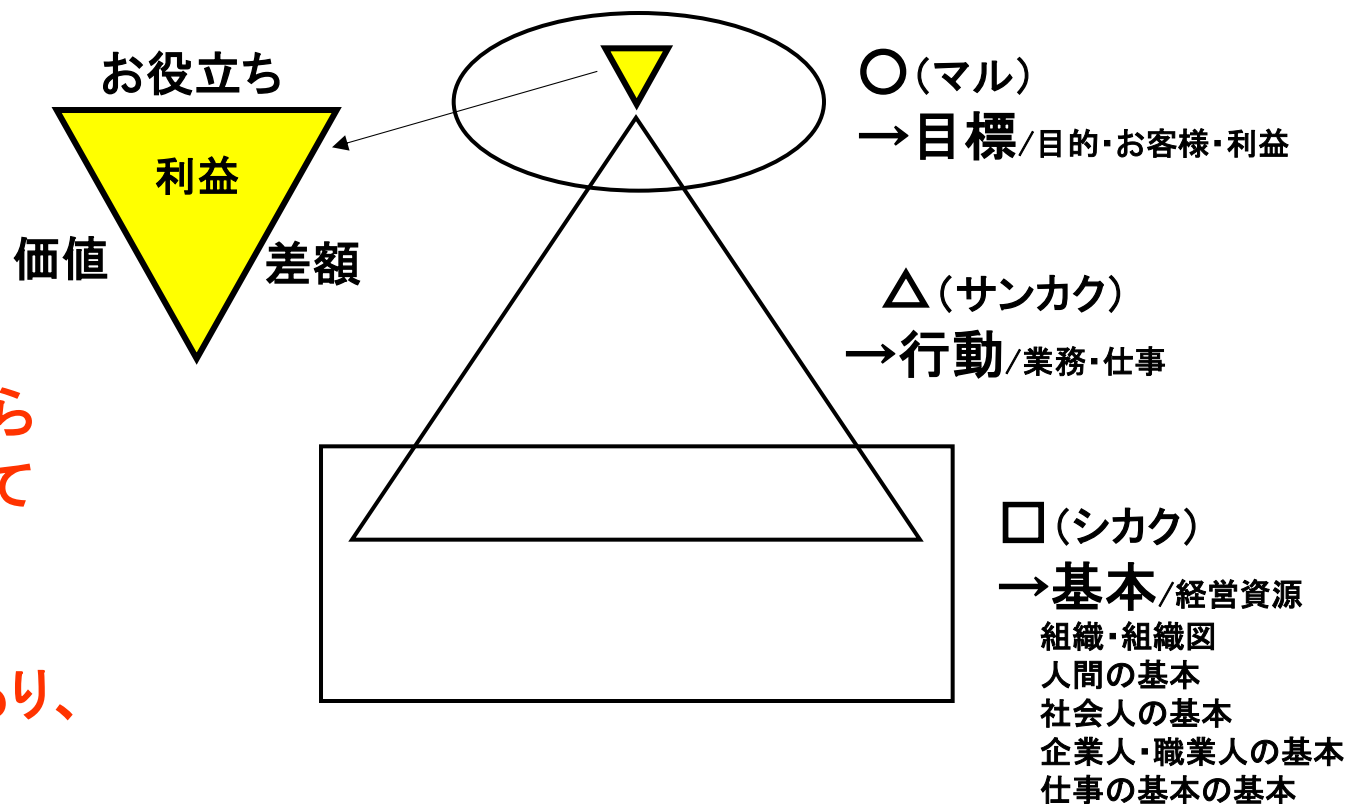 お役立ち
利益
価値
差額
ら
て
り、
○(マル)
→目標/目的・お客様・利益
△(サンカク)
→行動/業務・仕事
□(シカク)
→基本/経営資源
組織・組織図
人間の基本
社会人の基本
企業人・職業人の基本
仕事の基本の基本